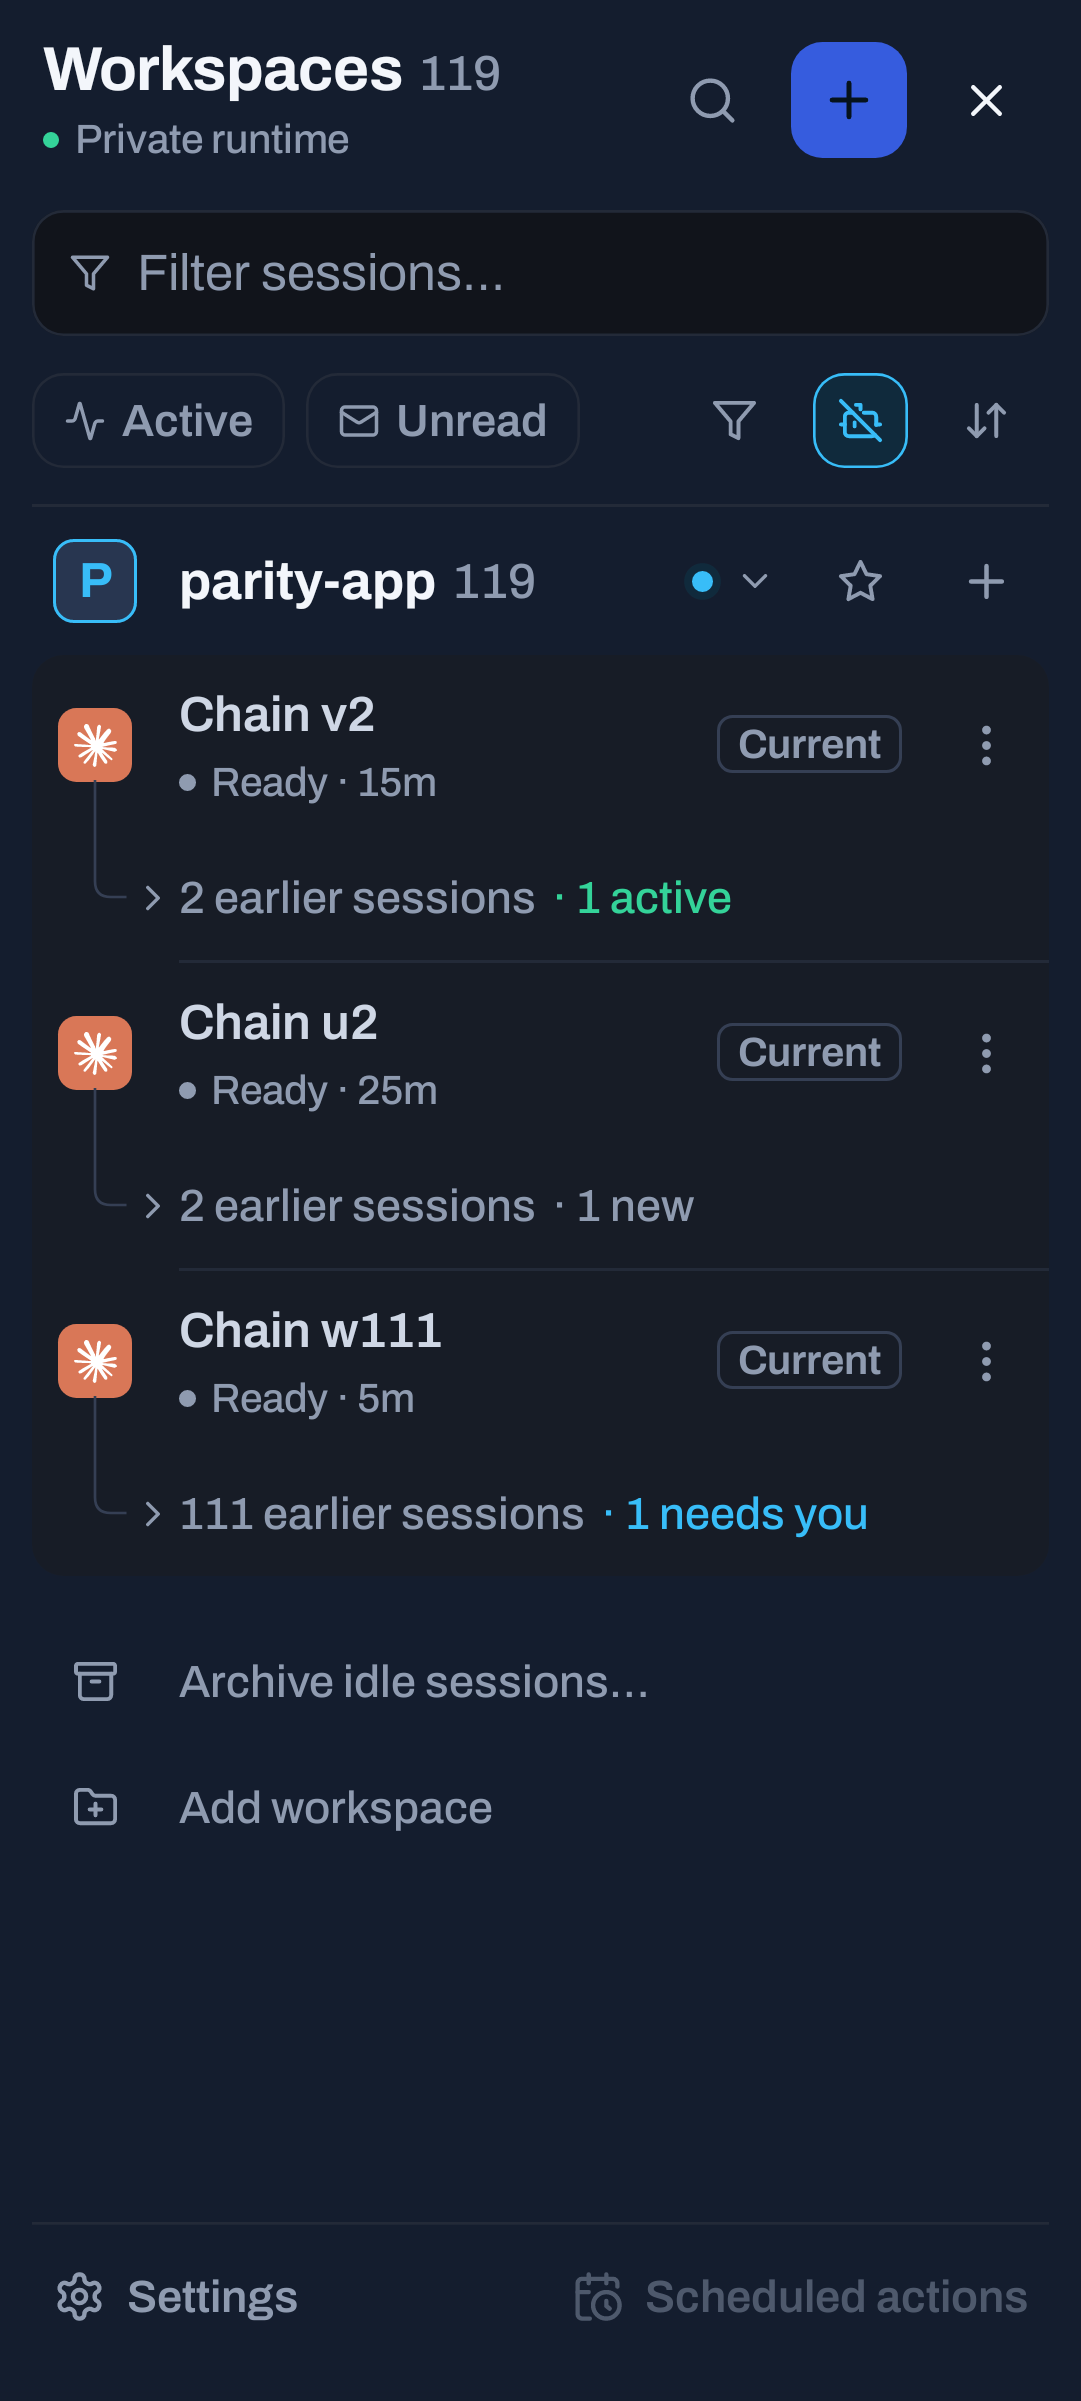 Workspaces 119
Private runtime
Filter sessions...
Active
Unread
P
parity-app 119
Chain v2
Ready · 15m
Current
2 earlier sessions · 1 active
Chain u2
Ready · 25m
Current
2 earlier sessions · 1 new
Chain w111
Ready · 5m
Current
111 earlier sessions · 1 needs you
Archive idle sessions...
Add workspace
Settings
Scheduled actions